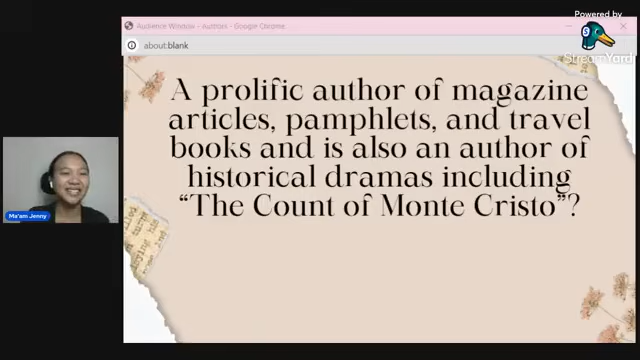 Powered by
StreamYard
Audience Window - Authors - Google Chrome
about:blank
A prolific author of magazine
articles, pamphlets, and travel
books and is also an author of
historical dramas including
“The Count of Monte Cristo”?
Ma'am Jenny